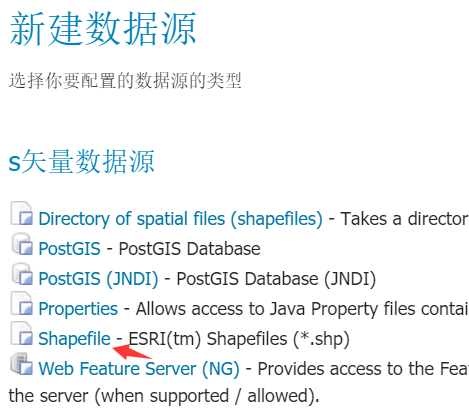 新建数据源
选择你要配置的数据源的类型
s矢量数据源
Directory of spatial files (shapefiles) - Takes a director
PostGIS - PostGIS Database
PostGIS (JNDI) - PostGIS Database (JNDI)
Properties - Allows access to Java Property files contai
Shapefile - ESRI(tm) Shapefiles (*.shp)
Web Feature Server (NG) - Provides access to the Fea
the server (when supported / allowed).